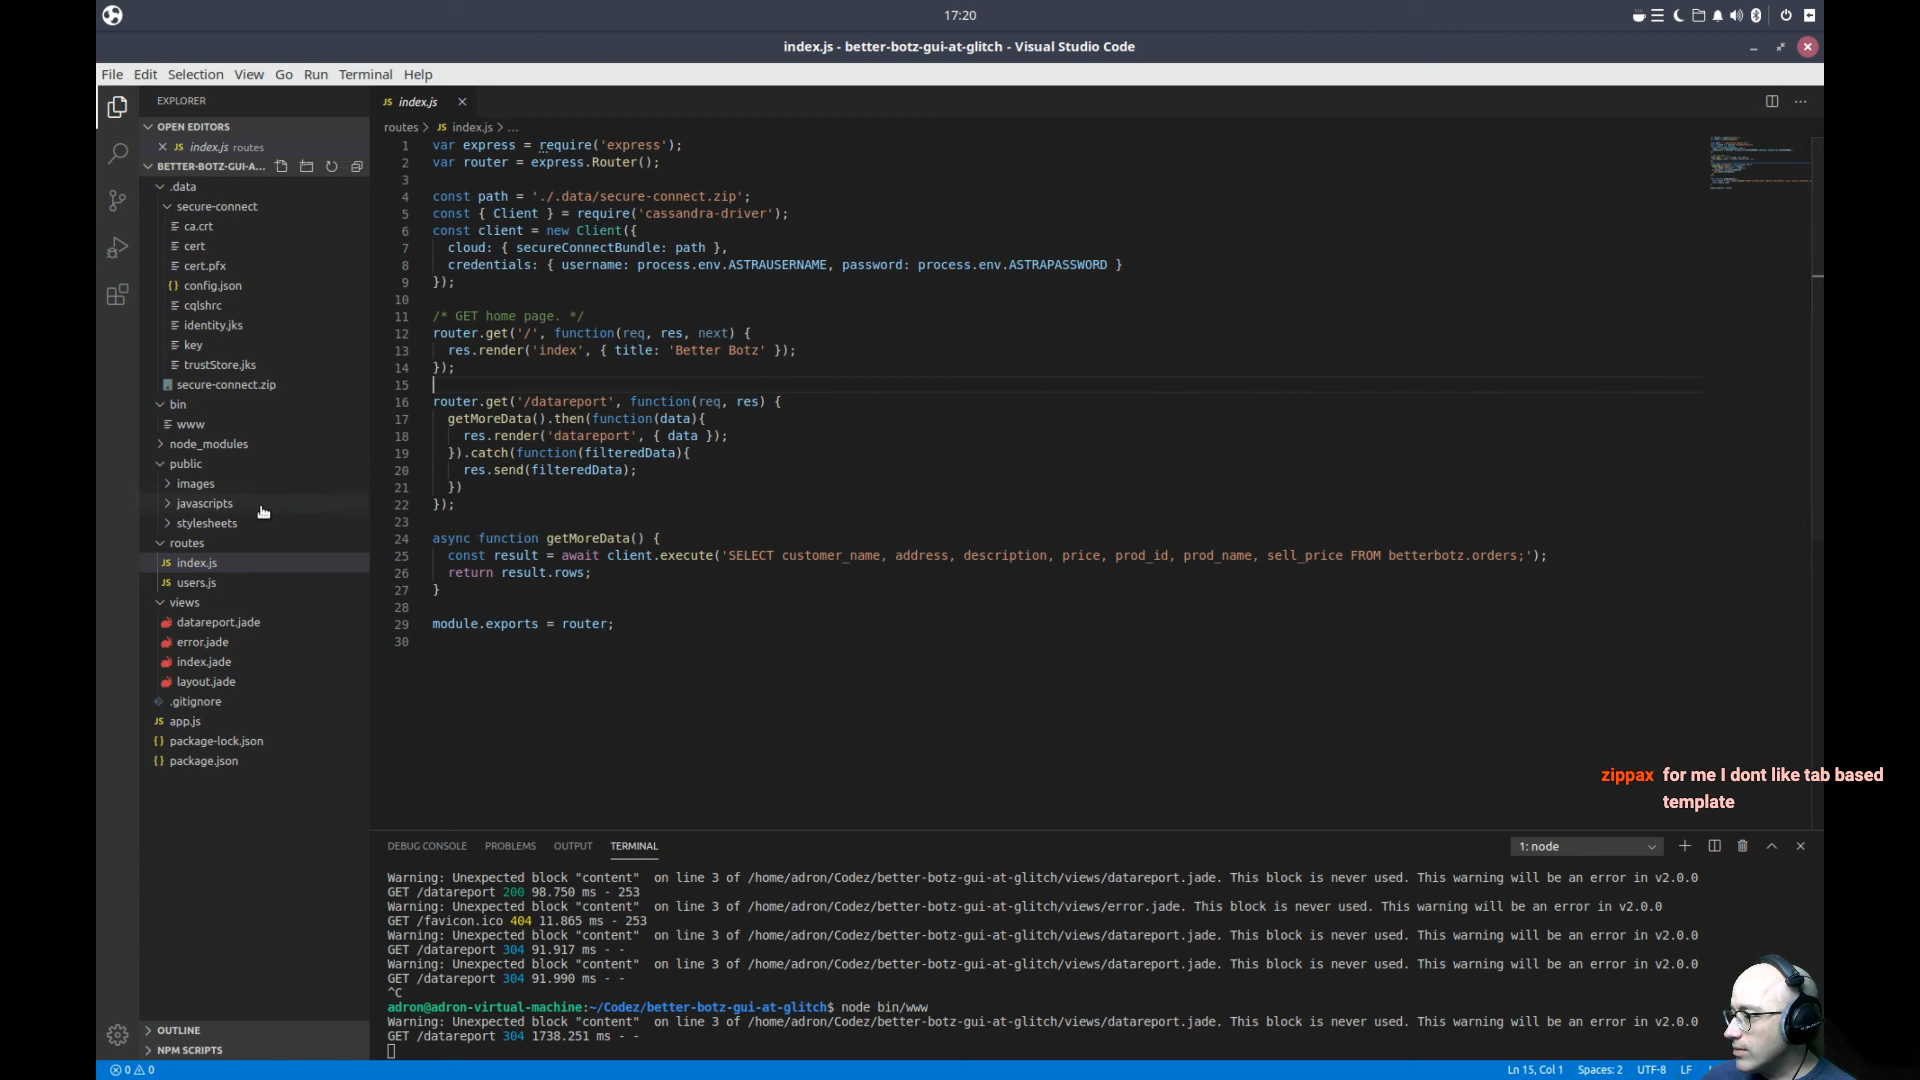 17:20
index.js - better-botz-gui-at-glitch - Visual Studio Code
File Edit Selection View Go Run Terminal Help
EXPLORER
OPEN EDITORS
JS index.js routes
BETTER-BOTZ-GUI-A...
.data
secure-connect
ca.crt
cert
cert.pfx
{} config.json
cqlshrc
identity.jks
key
trustStore.jks
secure-connect.zip
bin
www
node_modules
public
images
javascripts
stylesheets
routes
JS index.js
JS users.js
views
datareport.jade
error.jade
index.jade
layout.jade
.gitignore
JS app.js
{} package-lock.json
{} package.json
OUTLINE
NPM SCRIPTS
JS index.js
routes > JS index.js > ...
1 var express = require('express');
2 var router = express.Router();
3
4 const path = './.data/secure-connect.zip';
5 const { Client } = require('cassandra-driver');
6 const client = new Client({
7 cloud: { secureConnectBundle: path },
8 credentials: { username: process.env.ASTRAUSERNAME, password: process.env.ASTRAPASSWORD }
9 });
10
11 /* GET home page. */
12 router.get('/', function(req, res, next) {
13 res.render('index', { title: 'Better Botz' });
14 });
15
16 router.get('/datareport', function(req, res) {
17 getMoreData().then(function(data){
18 res.render('datareport', { data });
19 }).catch(function(filteredData){
20 res.send(filteredData);
21 })
22 });
23
24 async function getMoreData() {
25 const result = await client.execute('SELECT customer_name, address, description, price, prod_id, prod_name, sell_price FROM betterbotz.orders;');
26 return result.rows;
27 }
28
29 module.exports = router;
30
zippax for me I dont like tab based
template
DEBUG CONSOLE PROBLEMS OUTPUT TERMINAL 1: node
Warning: Unexpected block "content" on line 3 of /home/adron/Codez/better-botz-gui-at-glitch/views/datareport.jade. This block is never used. This warning will be an error in v2.0.0
GET /datareport 200 98.750 ms - 253
Warning: Unexpected block "content" on line 3 of /home/adron/Codez/better-botz-gui-at-glitch/views/error.jade. This block is never used. This warning will be an error in v2.0.0
GET /favicon.ico 404 11.865 ms - 253
Warning: Unexpected block "content" on line 3 of /home/adron/Codez/better-botz-gui-at-glitch/views/datareport.jade. This block is never used. This warning will be an error in v2.0.0
GET /datareport 304 91.917 ms - -
Warning: Unexpected block "content" on line 3 of /home/adron/Codez/better-botz-gui-at-glitch/views/datareport.jade. This block is never used. This warning will be an error in v2.0.0
GET /datareport 304 91.990 ms - -
^C
adron@adron-virtual-machine:~/Codez/better-botz-gui-at-glitch$ node bin/www
Warning: Unexpected block "content" on line 3 of /home/adron/Codez/better-botz-gui-at-glitch/views/datareport.jade. This block is never used. This warning will be an error in v2.0.0
GET /datareport 304 1738.251 ms - -
0 0 Ln 15, Col 1 Spaces: 2 UTF-8 LF